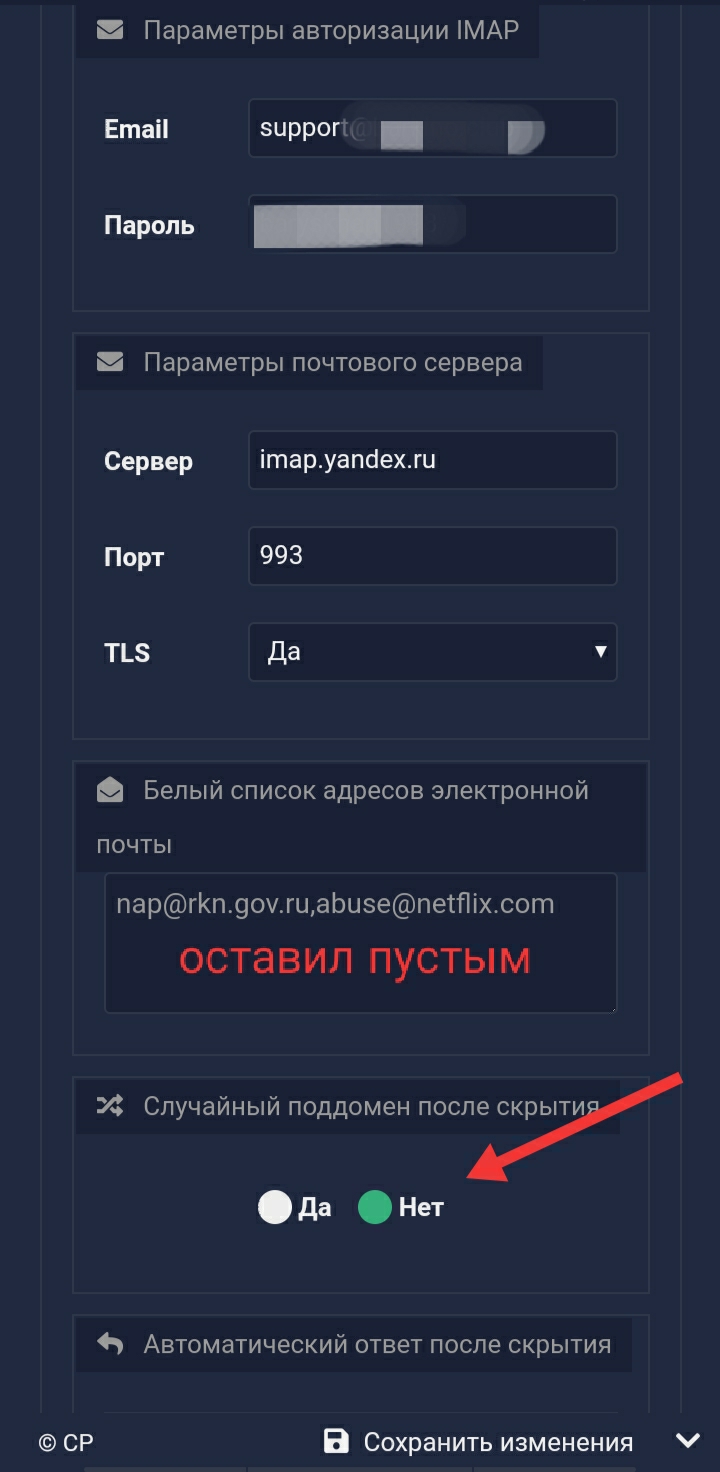 Параметры авторизации IMAP
Email
support@
Пароль
Параметры почтового сервера
Сервер
imap.yandex.ru
Порт
993
TLS
Да
Белый список адресов электронной
почты
nap@rkn.gov.ru,abuse@netflix.com
оставил пустым
Случайный поддомен после скрытия
Да Нет
Автоматический ответ после скрытия
© CP Сохранить изменения